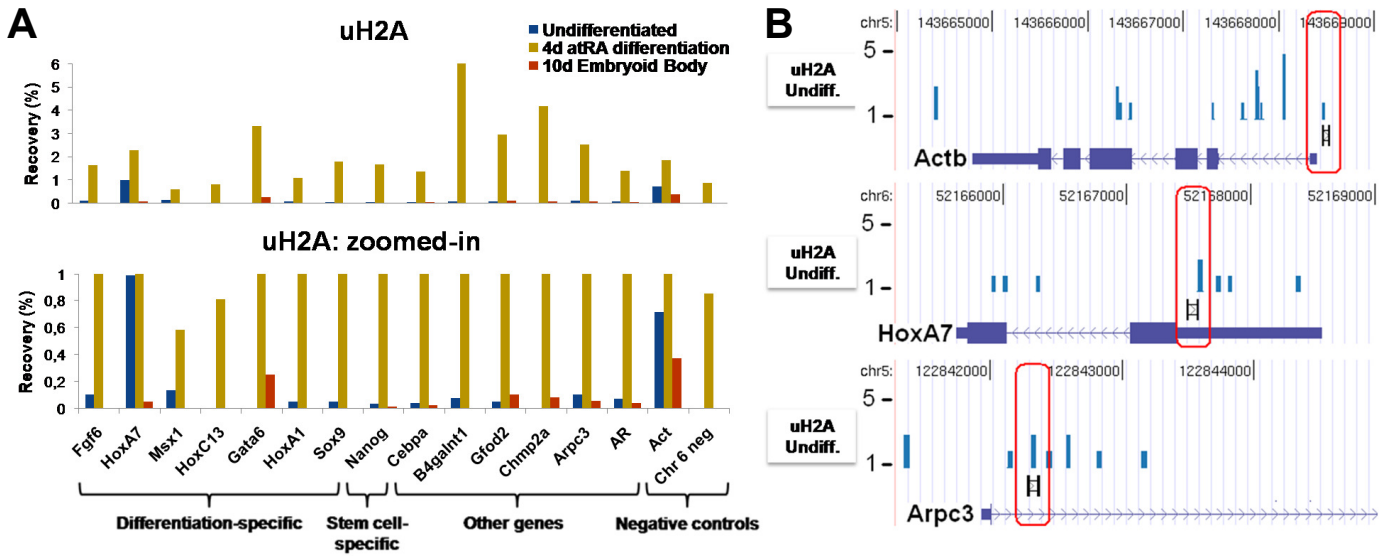 A
uH2A
Undifferentiated
4d atRA differentiation
10d Embryoid Body
Recovery (%)
6
5
4
3
2
1
0
uH2A: zoomed-in
Recovery (%)
1
0,8
0,6
0,4
0,2
0
Fgf6
HoxA7
Msx1
HoxC13
Gata6
HoxA1
Sox9
Nanog
Cebpa
B4galnt1
Gfod2
Chmp2a
Arpc3
AR
Act
Chr 6 neg
Differentiation-specific
Stem cell-
specific
Other genes
Negative controls
B
chr5: 143665000 143666000 143667000 143668000 143669000
5
uH2A
Undiff.
1
Actb
chr6: 52166000 52167000 52168000 52169000
5
uH2A
Undiff.
1
HoxA7
chr5: 122842000 122843000 122844000
5
uH2A
Undiff.
1
Arpc3